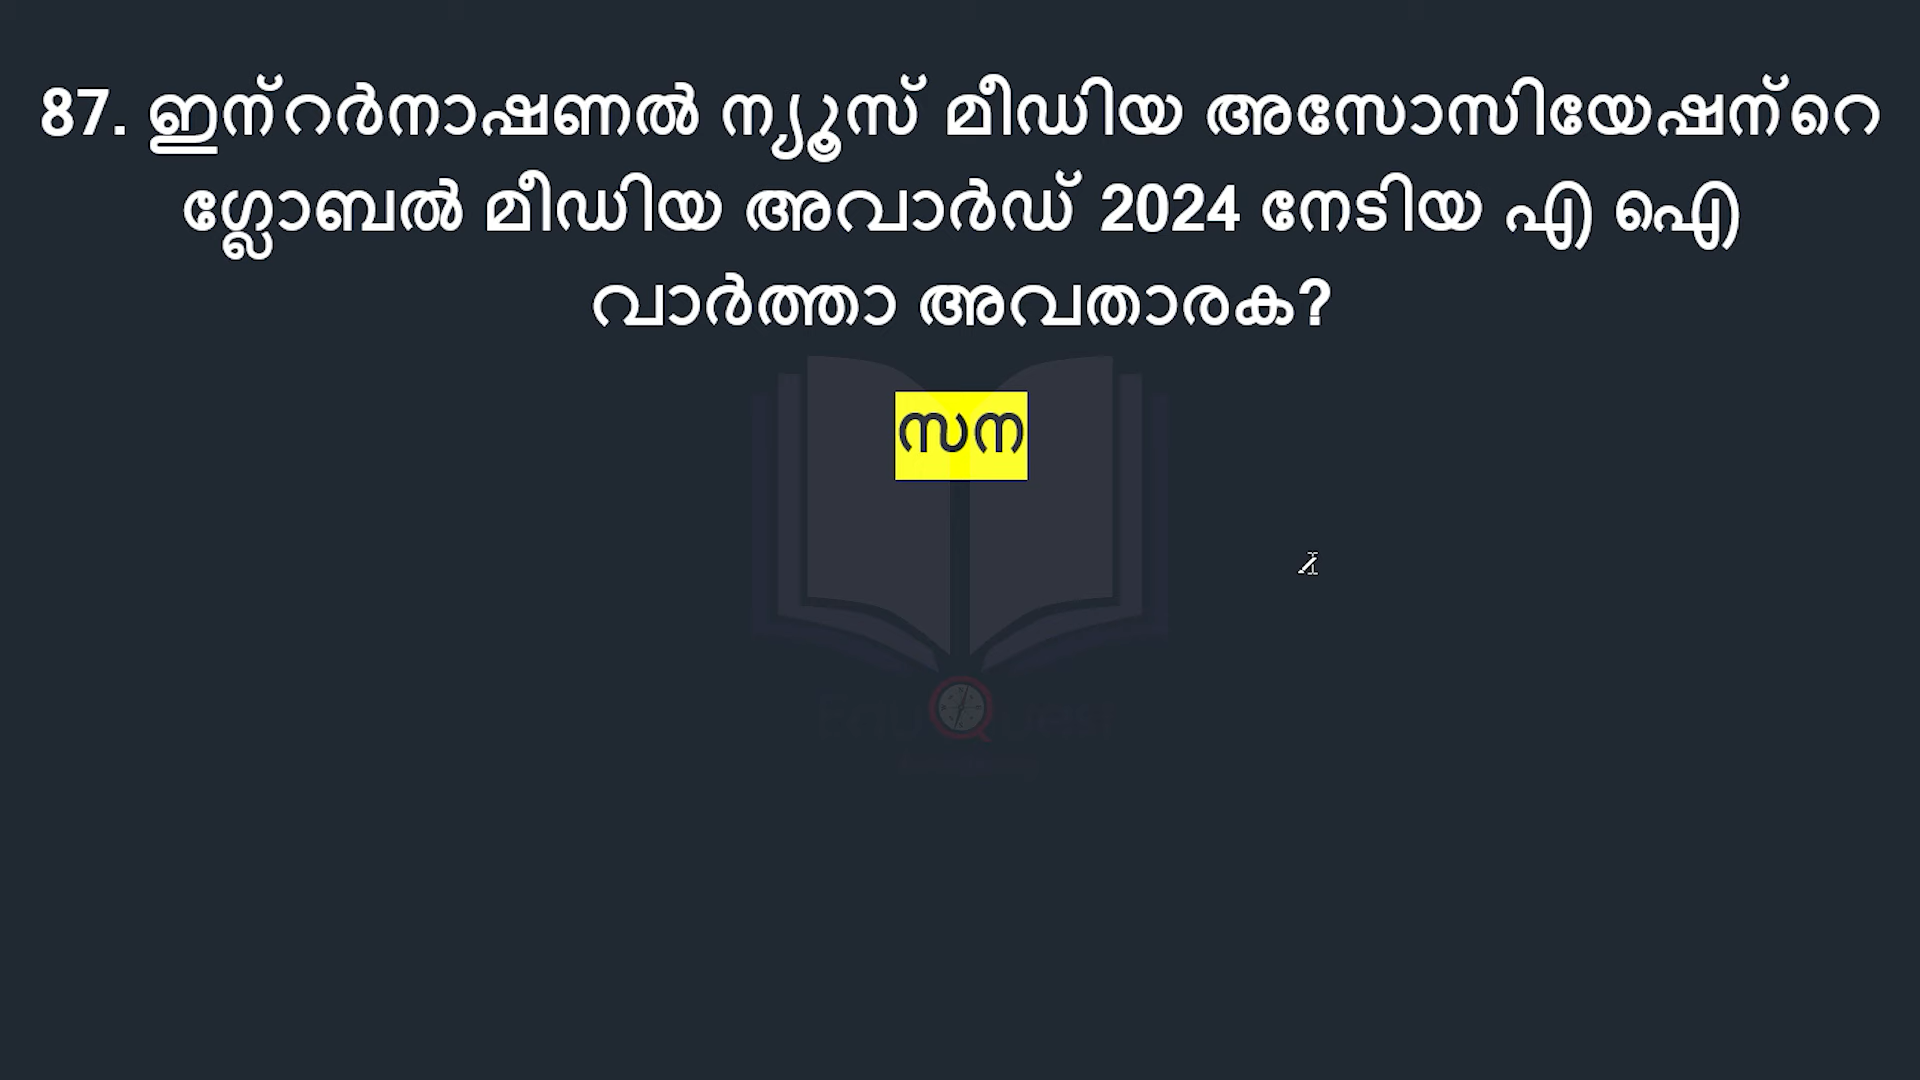 87. ഇന്റർനാഷണൽ ന്യൂസ് മീഡിയ അസോസിയേഷന്റെ
ഗ്ലോബൽ മീഡിയ അവാർഡ് 2024 നേടിയ എ ഐ
വാർത്താ അവതാരക?
സന